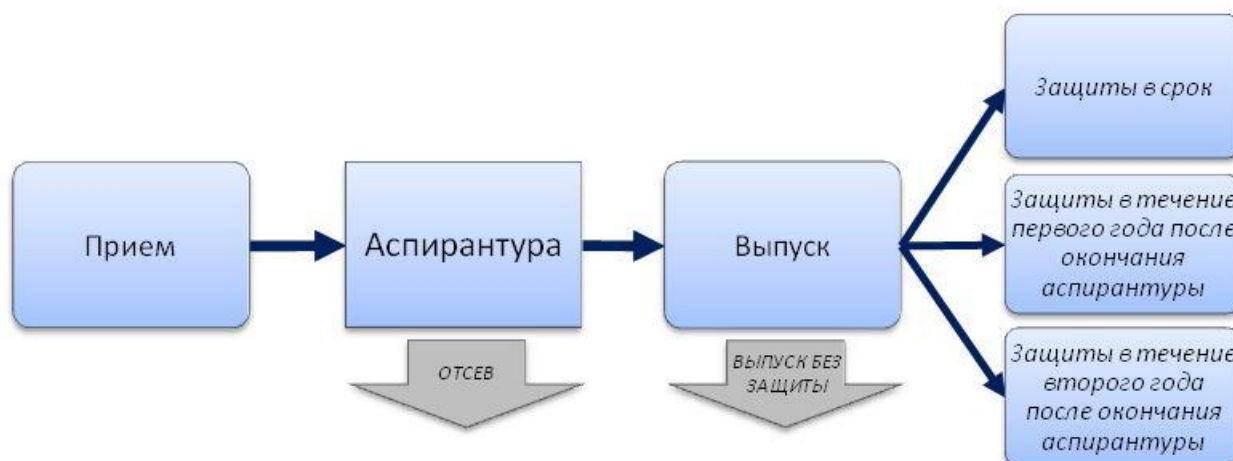 Прием
Аспирантура
Выпуск
Защиты в срок
Защиты в течение
первого года после
окончания
аспирантуры
Защиты в течение
второго года
после окончания
аспирантуры
ОТСЕВ
ВЫПУСК БЕЗ
ЗАЩИТЫ